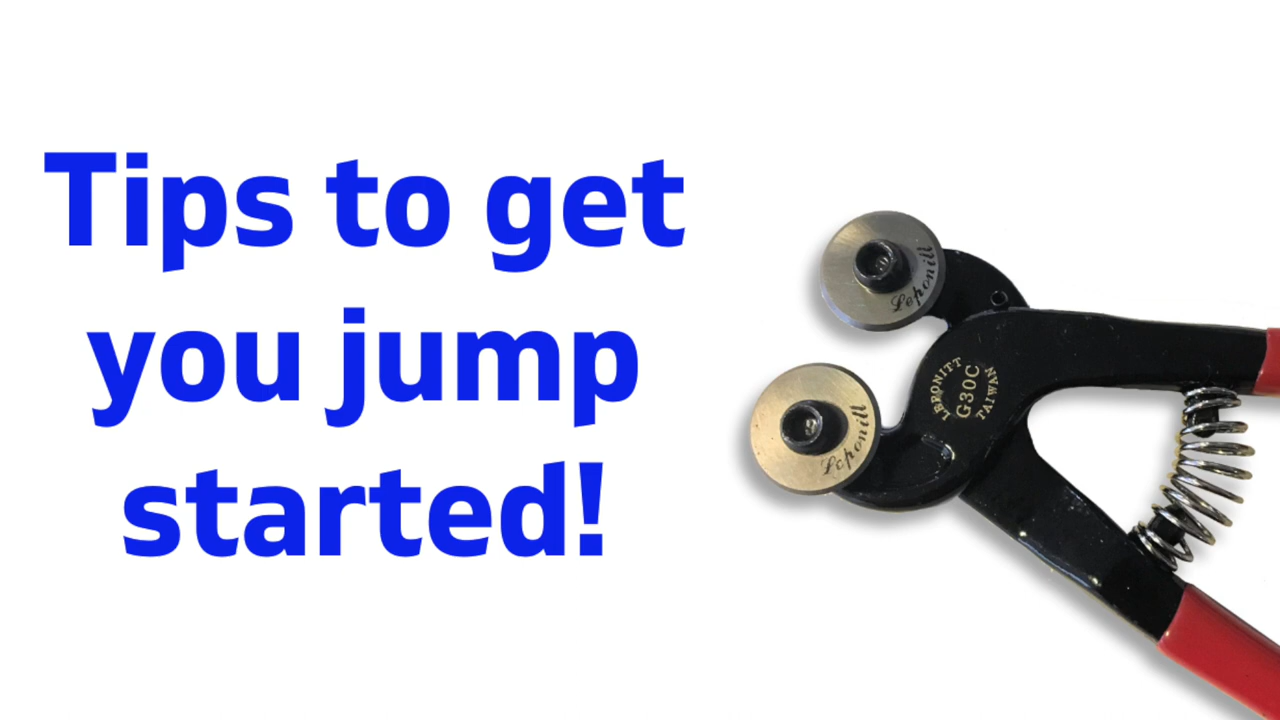 Tips to get
you jump
started!
Leponitt
Leponitt
LEPONITT
G30C
TAIWAN